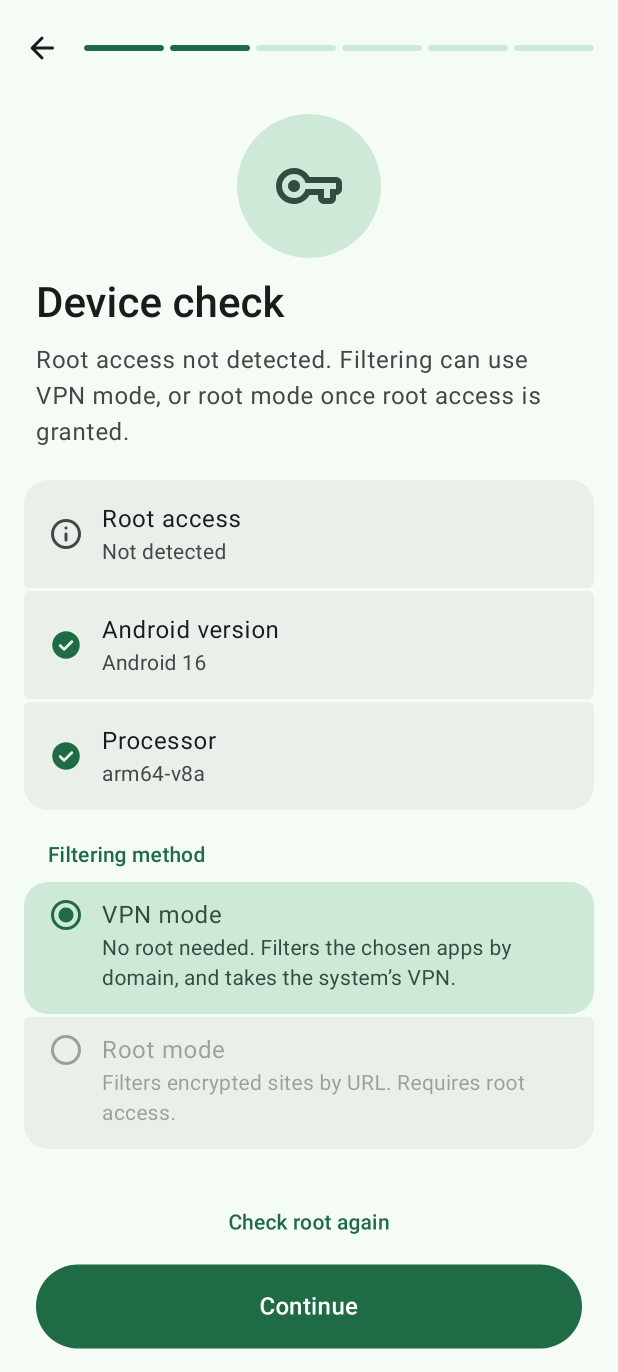 Device check
Root access not detected. Filtering can use
VPN mode, or root mode once root access is
granted.
Root access
Not detected
Android version
Android 16
Processor
arm64-v8a
Filtering method
VPN mode
No root needed. Filters the chosen apps by
domain, and takes the system’s VPN.
Root mode
Filters encrypted sites by URL. Requires root
access.
Check root again
Continue